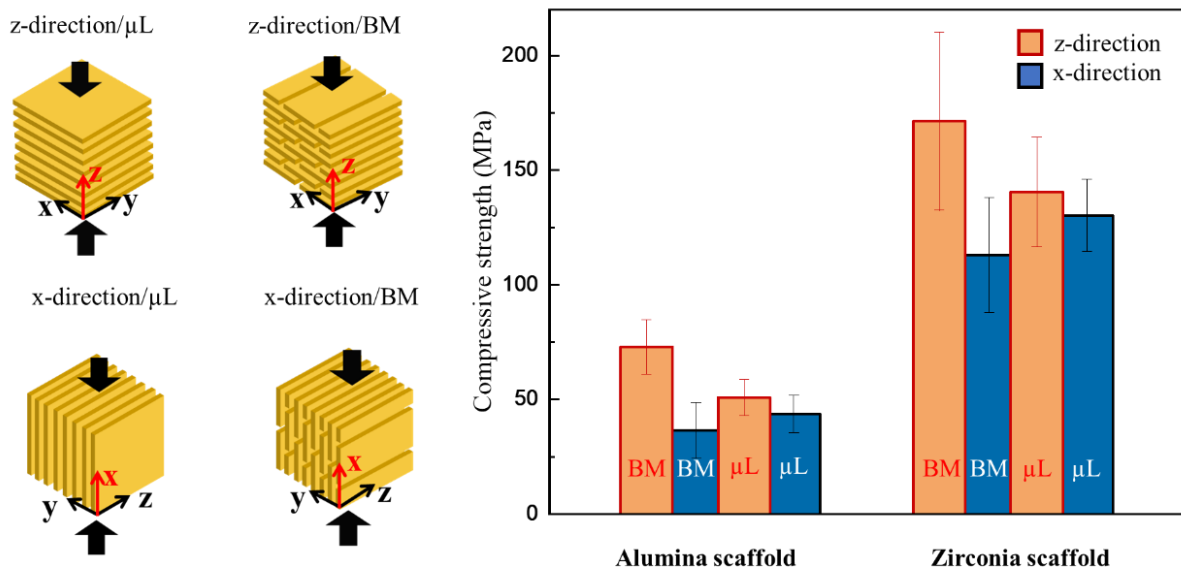 z-direction/µL
z-direction/BM
z
x
y
z
x
y
x-direction/µL
x-direction/BM
x
y
z
x
y
z
Compressive strength (MPa)
200
150
100
50
0
z-direction
x-direction
BM
BM
µL
µL
BM
BM
µL
µL
Alumina scaffold
Zirconia scaffold